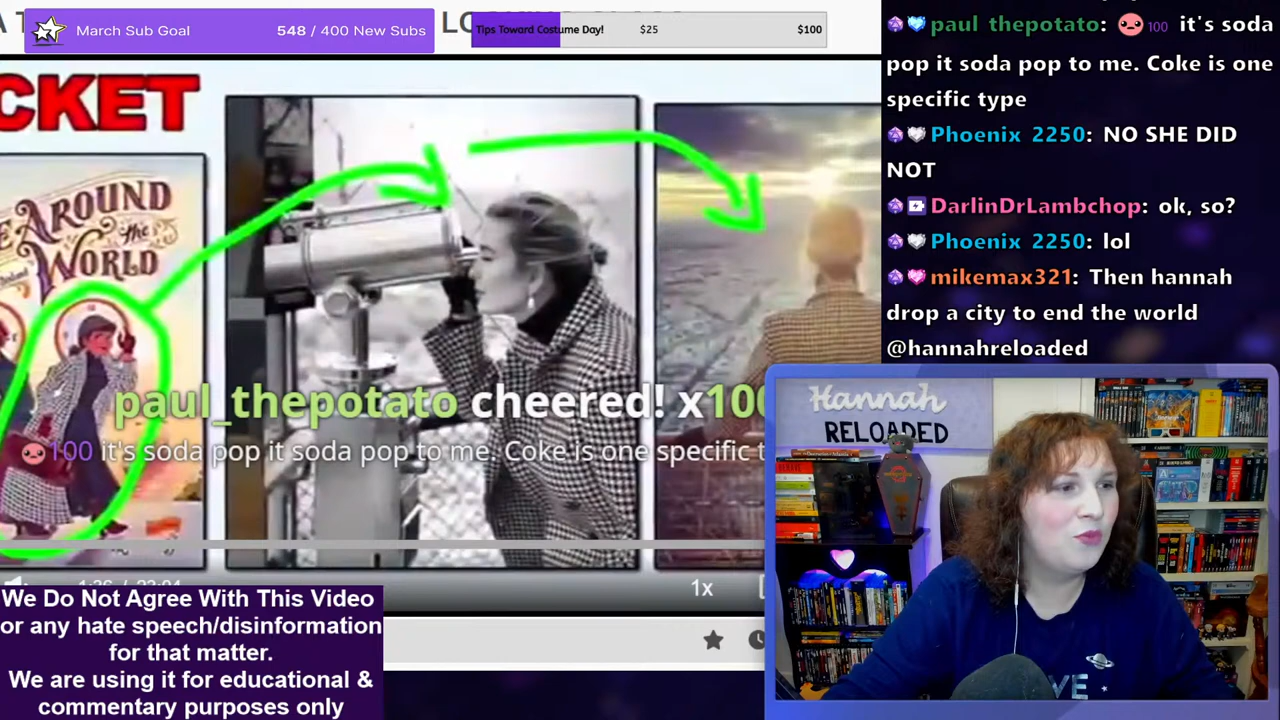 March Sub Goal
548 / 400 New Subs
Tips Toward Costume Day!
$25
$100
CKET
AROUND
the
WORLD
paul_thepotato cheered! x100
100 it's soda pop it soda pop to me. Coke is one specific
1x
We Do Not Agree With This Video
or any hate speech/disinformation
for that matter.
We are using it for educational &
commentary purposes only
paul thepotato: 100 it's soda
pop it soda pop to me. Coke is one
specific type
Phoenix 2250: NO SHE DID
NOT
DarlinDrLambchop: ok, so?
Phoenix 2250: lol
mikemax321: Then hannah
drop a city to end the world
@hannahreloaded
Hannah
RELOADED